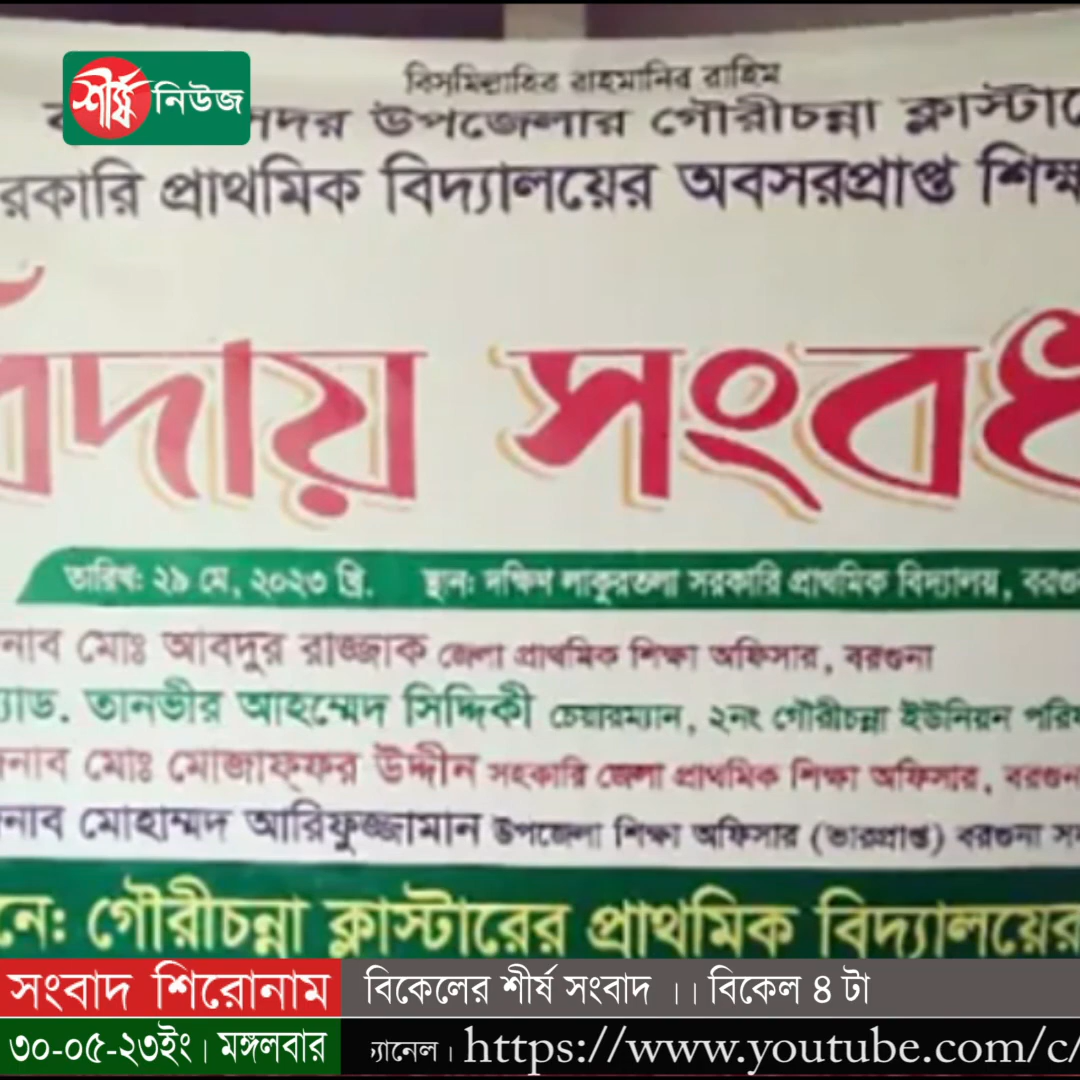 শীর্ষ নিউজ
বিসমিল্লাহির রাহমানির রাহিম
সদর উপজেলার গৌরীচন্না ক্লাস্টারে
রকারি প্রাথমিক বিদ্যালয়ের অবসরপ্রাপ্ত শিক্ষ
বিদায় সংবধ
তারিখ: ২৯ মে, ২০২৩ খ্রি. স্থান: দক্ষিণ লাকুরতলা সরকারি প্রাথমিক বিদ্যালয়, বরগু
নাব মোঃ আবদুর রাজ্জাক জেলা প্রাথমিক শিক্ষা অফিসার, বরগুনা
্যাড. তানভীর আহম্মেদ সিদ্দিকী চেয়ারম্যান, ২নং গৌরীচন্না ইউনিয়ন পরিষ
নাব মোঃ মোজাফ্ফর উদ্দীন সহকারি জেলা প্রাথমিক শিক্ষা অফিসার, বরগুনা
নাব মোহাম্মদ আরিফুজ্জামান উপজেলা শিক্ষা অফিসার (ভারপ্রাপ্ত) বরগুনা স
নে: গৌরীচন্না ক্লাস্টারের প্রাথমিক বিদ্যালয়ের
সংবাদ শিরোনাম বিকেলের শীর্ষ সংবাদ ।। বিকেল ৪ টা
৩০-০৫-২৩ইং। মঙ্গলবার ্যানেল। https://www.youtube.com/c/